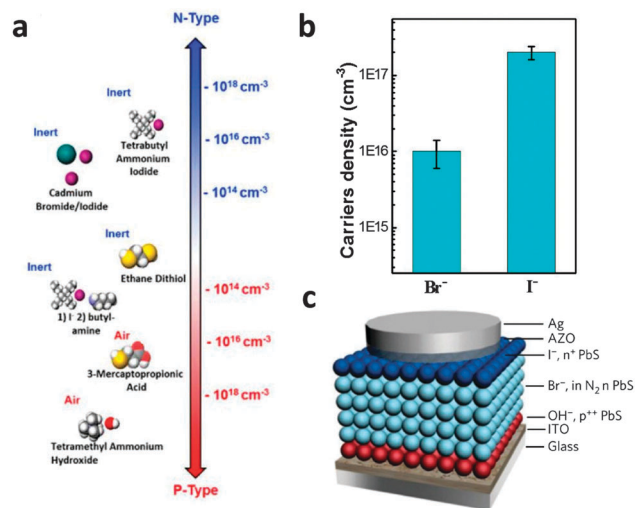 a
N-Type
Inert
Tetrabutyl
Ammonium
Iodide
Inert
Cadmium
Bromide/Iodide
Inert
Ethane Dithiol
Inert
1) I⁻ 2) butyl-
amine
Air
3-Mercaptopropionic
Acid
Air
Tetramethyl Ammonium
Hydroxide
- 10¹⁸ cm⁻³
- 10¹⁶ cm⁻³
- 10¹⁴ cm⁻³
- 10¹⁴ cm⁻³
- 10¹⁶ cm⁻³
- 10¹⁸ cm⁻³
P-Type
b
Carriers density (cm⁻³)
1E17
1E16
1E15
Br⁻
I⁻
c
Ag
AZO
I⁻, n⁺ PbS
Br⁻, in N₂ n PbS
OH⁻, p⁺⁺ PbS
ITO
Glass